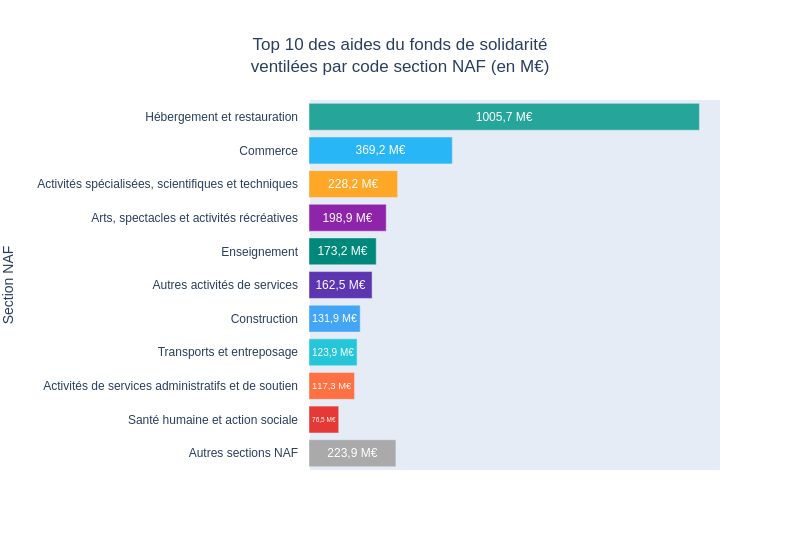 Top 10 des aides du fonds de solidarité
ventilées par code section NAF (en M€)
Section NAF
Hébergement et restauration 1005,7 M€
Commerce 369,2 M€
Activités spécialisées, scientifiques et techniques 228,2 M€
Arts, spectacles et activités récréatives 198,9 M€
Enseignement 173,2 M€
Autres activités de services 162,5 M€
Construction 131,9 M€
Transports et entreposage 123,9 M€
Activités de services administratifs et de soutien 117,3 M€
Santé humaine et action sociale 76,5 M€
Autres sections NAF 223,9 M€